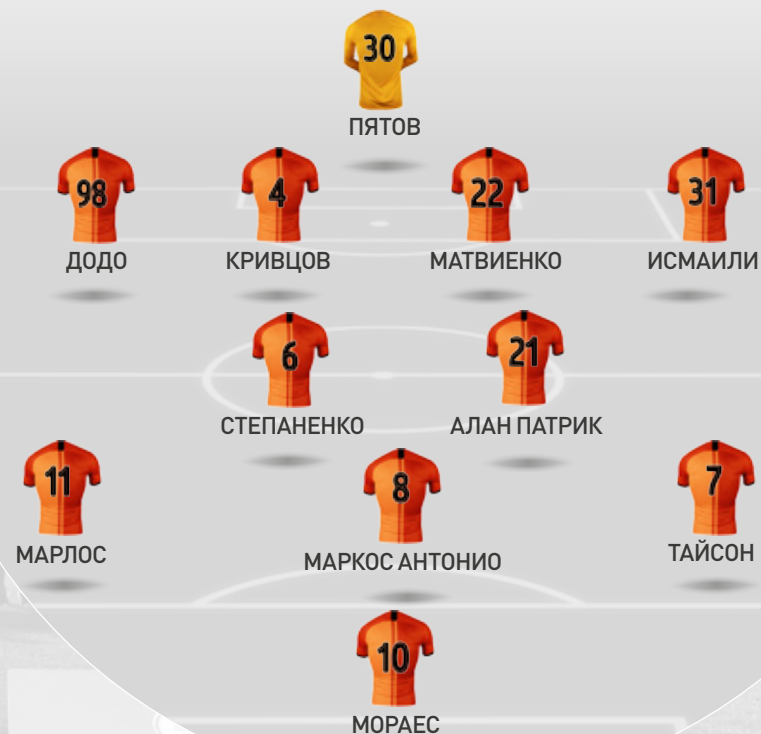 30
ПЯТОВ
98
4
22
31
ДОДО
КРИВЦОВ
МАТВИЕНКО
ИСМАИЛИ
6
21
СТЕПАНЕНКО
АЛАН ПАТРИК
11
8
7
МАРЛОС
МАРКОС АНТОНИО
ТАЙСОН
10
МОРАЕС